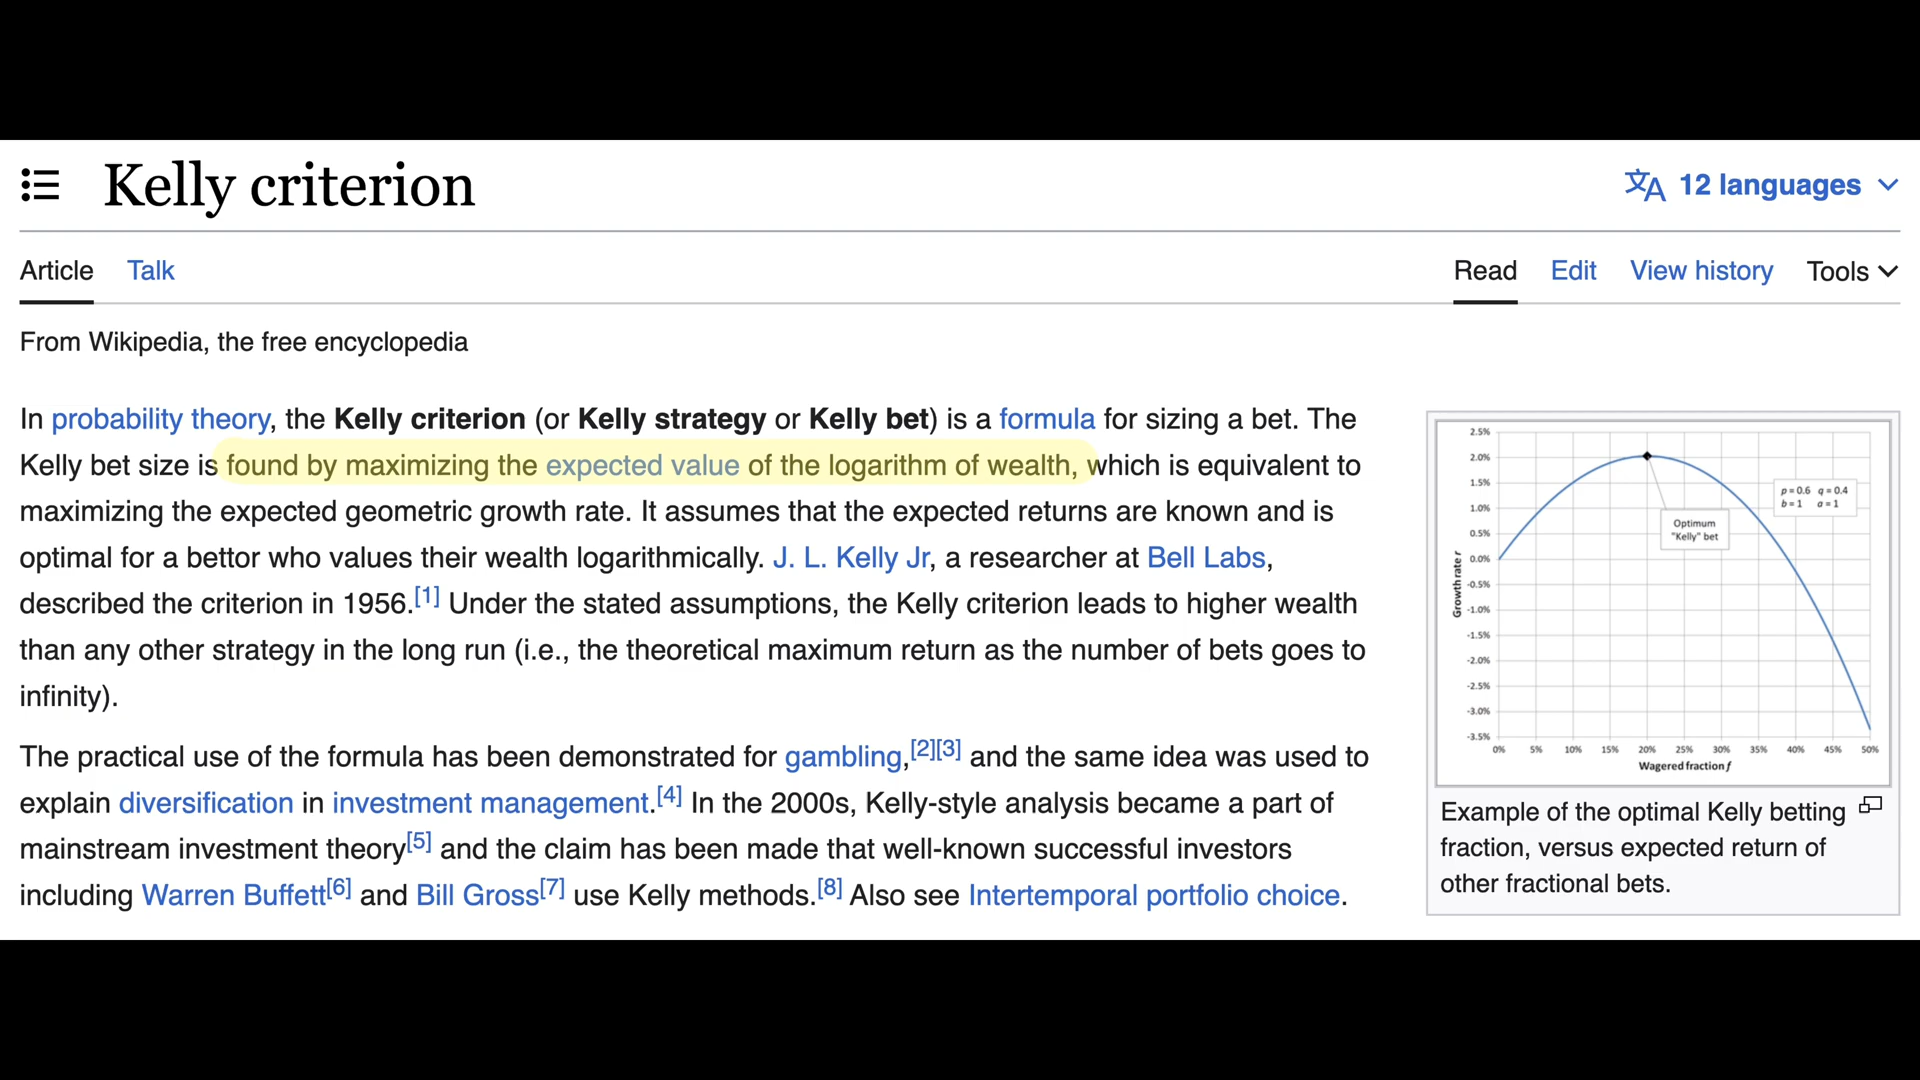 Kelly criterion
12 languages
Article Talk
Read Edit View history Tools
From Wikipedia, the free encyclopedia
In probability theory, the Kelly criterion (or Kelly strategy or Kelly bet) is a formula for sizing a bet. The
Kelly bet size is found by maximizing the expected value of the logarithm of wealth, which is equivalent to
maximizing the expected geometric growth rate. It assumes that the expected returns are known and is
optimal for a bettor who values their wealth logarithmically. J. L. Kelly Jr, a researcher at Bell Labs,
described the criterion in 1956.[1] Under the stated assumptions, the Kelly criterion leads to higher wealth
than any other strategy in the long run (i.e., the theoretical maximum return as the number of bets goes to
infinity).
The practical use of the formula has been demonstrated for gambling,[2][3] and the same idea was used to
explain diversification in investment management.[4] In the 2000s, Kelly-style analysis became a part of
mainstream investment theory[5] and the claim has been made that well-known successful investors
including Warren Buffett[6] and Bill Gross[7] use Kelly methods.[8] Also see Intertemporal portfolio choice.
2.5%
2.0%
1.5%
1.0%
0.5%
0.0%
-0.5%
-1.0%
-1.5%
-2.0%
-2.5%
-3.0%
-3.5%
Growth rate r
p=0.6 q=0.4
b=1 a=1
Optimum
"Kelly" bet
0% 5% 10% 15% 20% 25% 30% 35% 40% 45% 50%
Wagered fraction f
Example of the optimal Kelly betting
fraction, versus expected return of
other fractional bets.